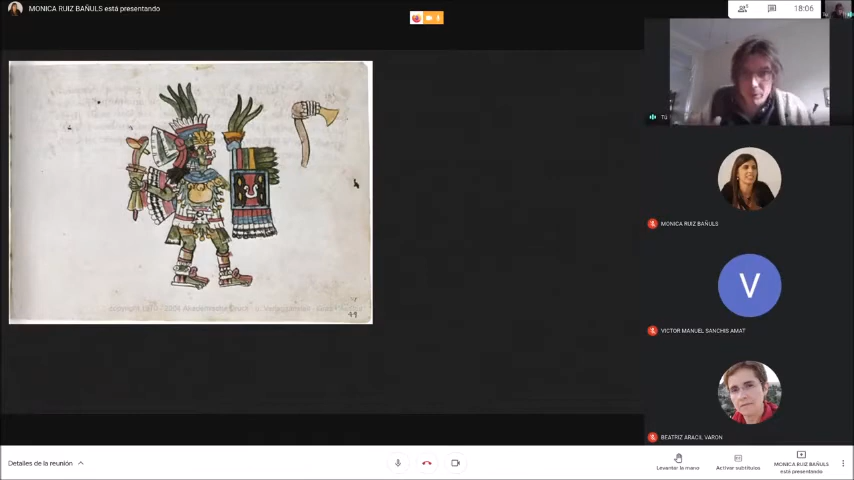 MONICA RUIZ BAÑULS está presentando
18:06
Tú
MONICA RUIZ BAÑULS
V
VICTOR MANUEL SANCHIS AMAT
BEATRIZ ARACIL VARON
Detalles de la reunión
Levantar la mano
Activar subtítulos
MONICA RUIZ BAÑULS
está presentando